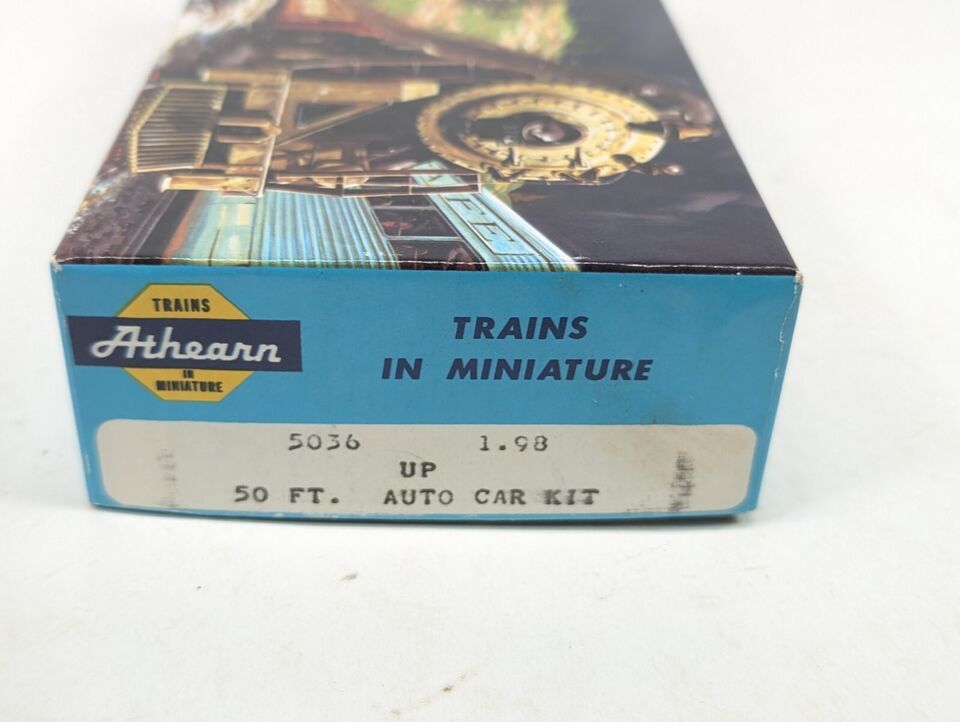 TRAINS
Athearn
IN
MINIATURE
TRAINS
IN MINIATURE
5036 1.98
UP
50 FT. AUTO CAR KIT